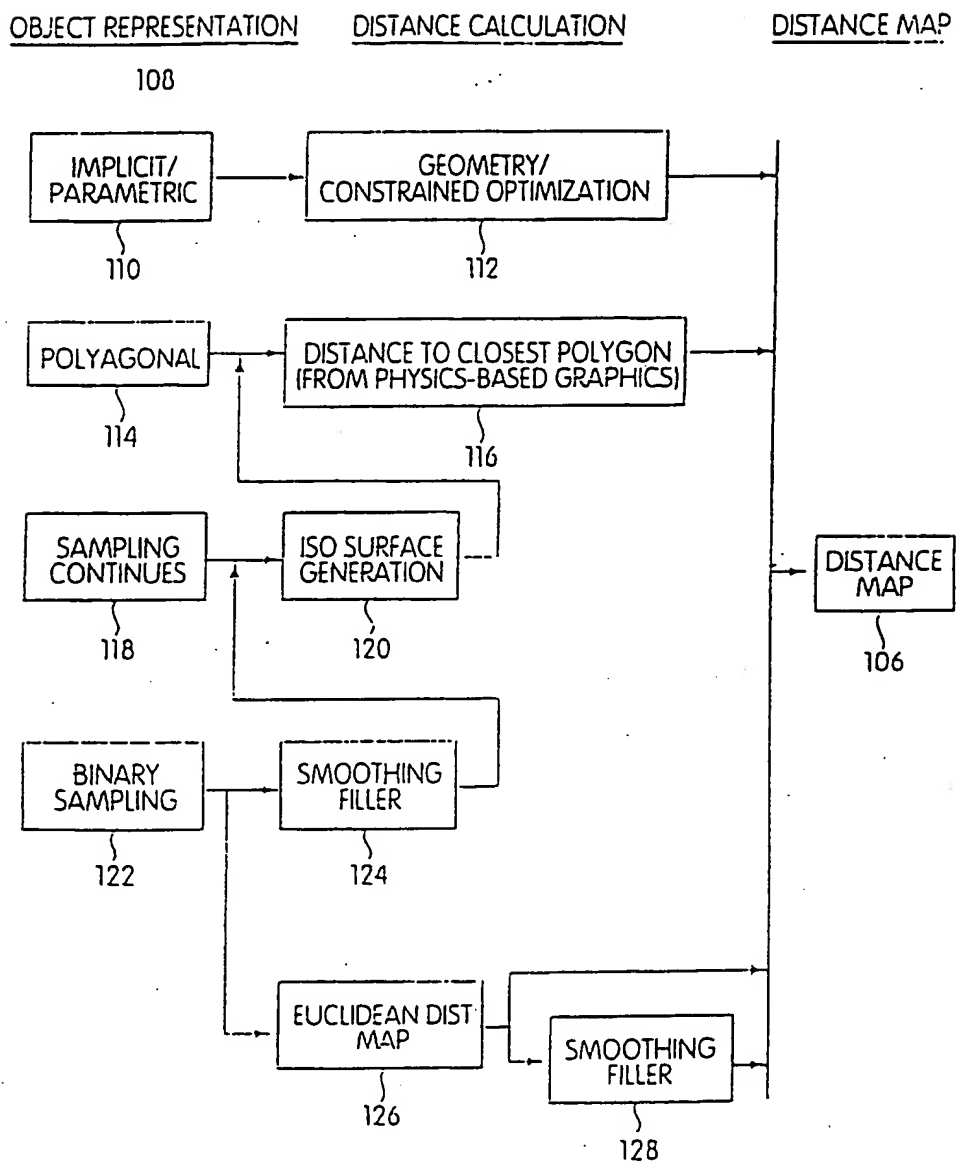 OBJECT REPRESENTATION
DISTANCE CALCULATION
DISTANCE MAP
108
IMPLICIT/
PARAMETRIC
GEOMETRY/
CONSTRAINED OPTIMIZATION
110
112
POLYAGONAL
DISTANCE TO CLOSEST POLYGON
(FROM PHYSICS-BASED GRAPHICS)
114
116
SAMPLING
CONTINUES
ISO SURFACE
GENERATION
DISTANCE
MAP
118
120
106
BINARY
SAMPLING
SMOOTHING
FILLER
122
124
EUCLIDEAN DIST
MAP
SMOOTHING
FILLER
126
128